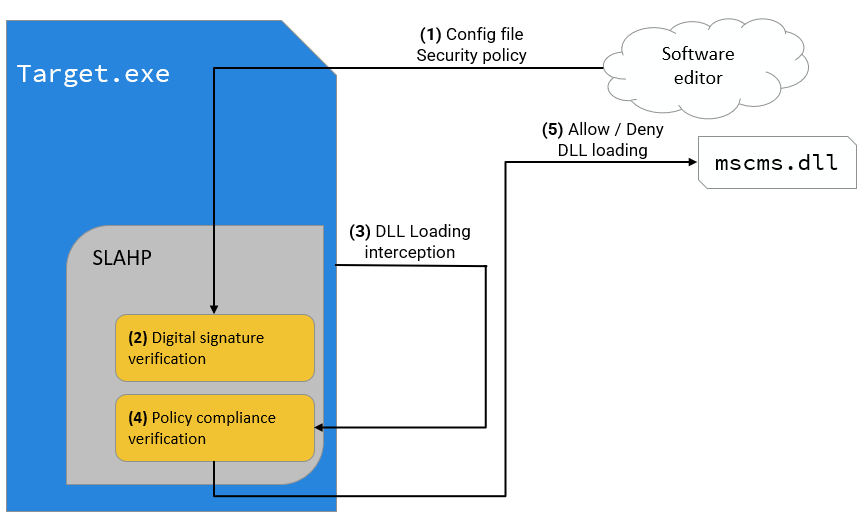 (1) Config file
Security policy
Software
editor
Target.exe
(5) Allow / Deny
DLL loading
mscms.dll
(3) DLL Loading
interception
SLAHP
(2) Digital signature
verification
(4) Policy compliance
verification